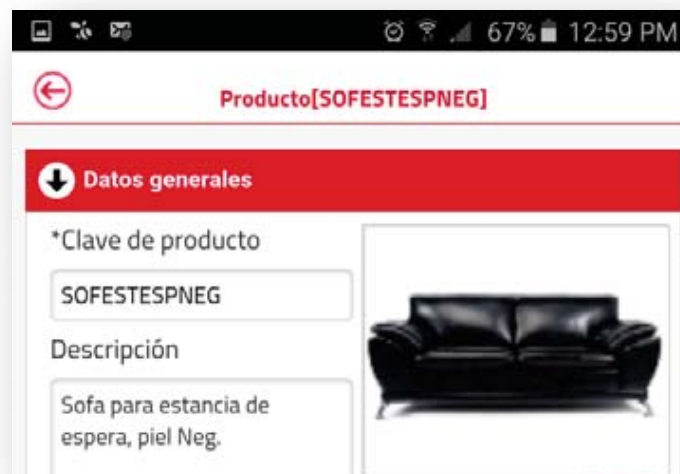 67% 12:59 PM
Producto[SOFESTESPNEG]
Datos generales
*Clave de producto
SOFESTESPNEG
Descripción
Sofa para estancia de
espera, piel Neg.